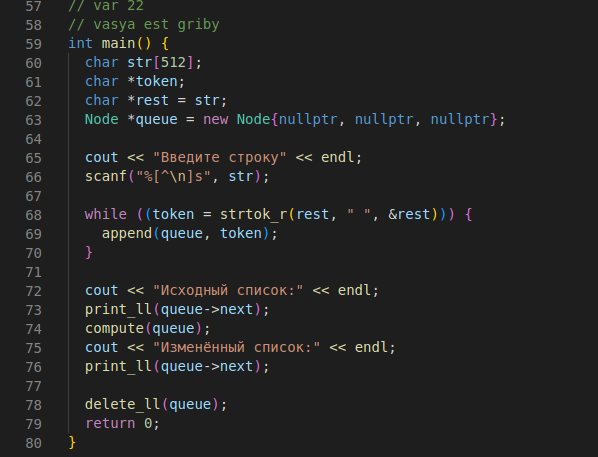 57 // var 22
58 // vasya est griby
59 int main() {
60 char str[512];
61 char *token;
62 char *rest = str;
63 Node *queue = new Node{nullptr, nullptr, nullptr};
64
65 cout << "Введите строку" << endl;
66 scanf("%[^\n]s", str);
67
68 while ((token = strtok_r(rest, " ", &rest))) {
69 append(queue, token);
70 }
71
72 cout << "Исходный список:" << endl;
73 print_ll(queue->next);
74 compute(queue);
75 cout << "Изменённый список:" << endl;
76 print_ll(queue->next);
77
78 delete_ll(queue);
79 return 0;
80 }